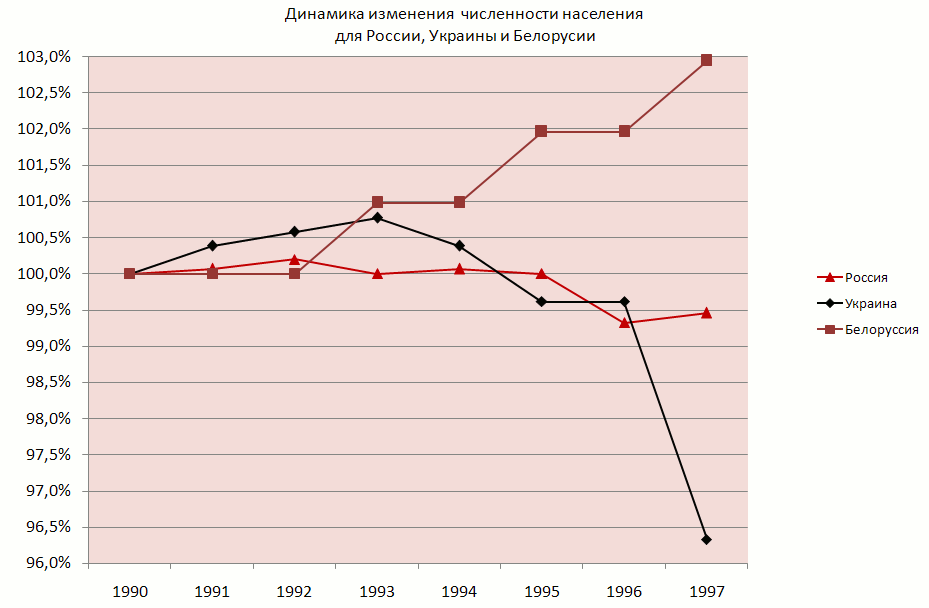 Динамика изменения  численности населения
для России, Украины и Белорусии
103,0%
102,5%
102,0%
101,5%
101,0%
100,5%
100,0%
99,5%
99,0%
98,5%
98,0%
97,5%
97,0%
96,5%
96,0%
1990 1991 1992 1993 1994 1995 1996 1997
Россия
Украина
Белоруссия